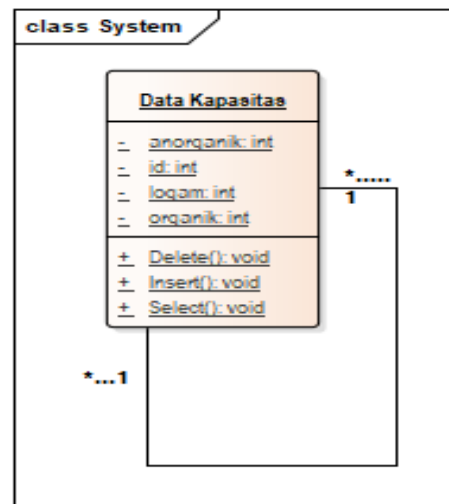 class System
Data Kapasitas
- anorganik: int
- id: int
- logam: int
- organik: int
+ Delete(): void
+ Insert(): void
+ Select(): void
*.....
1
*...1